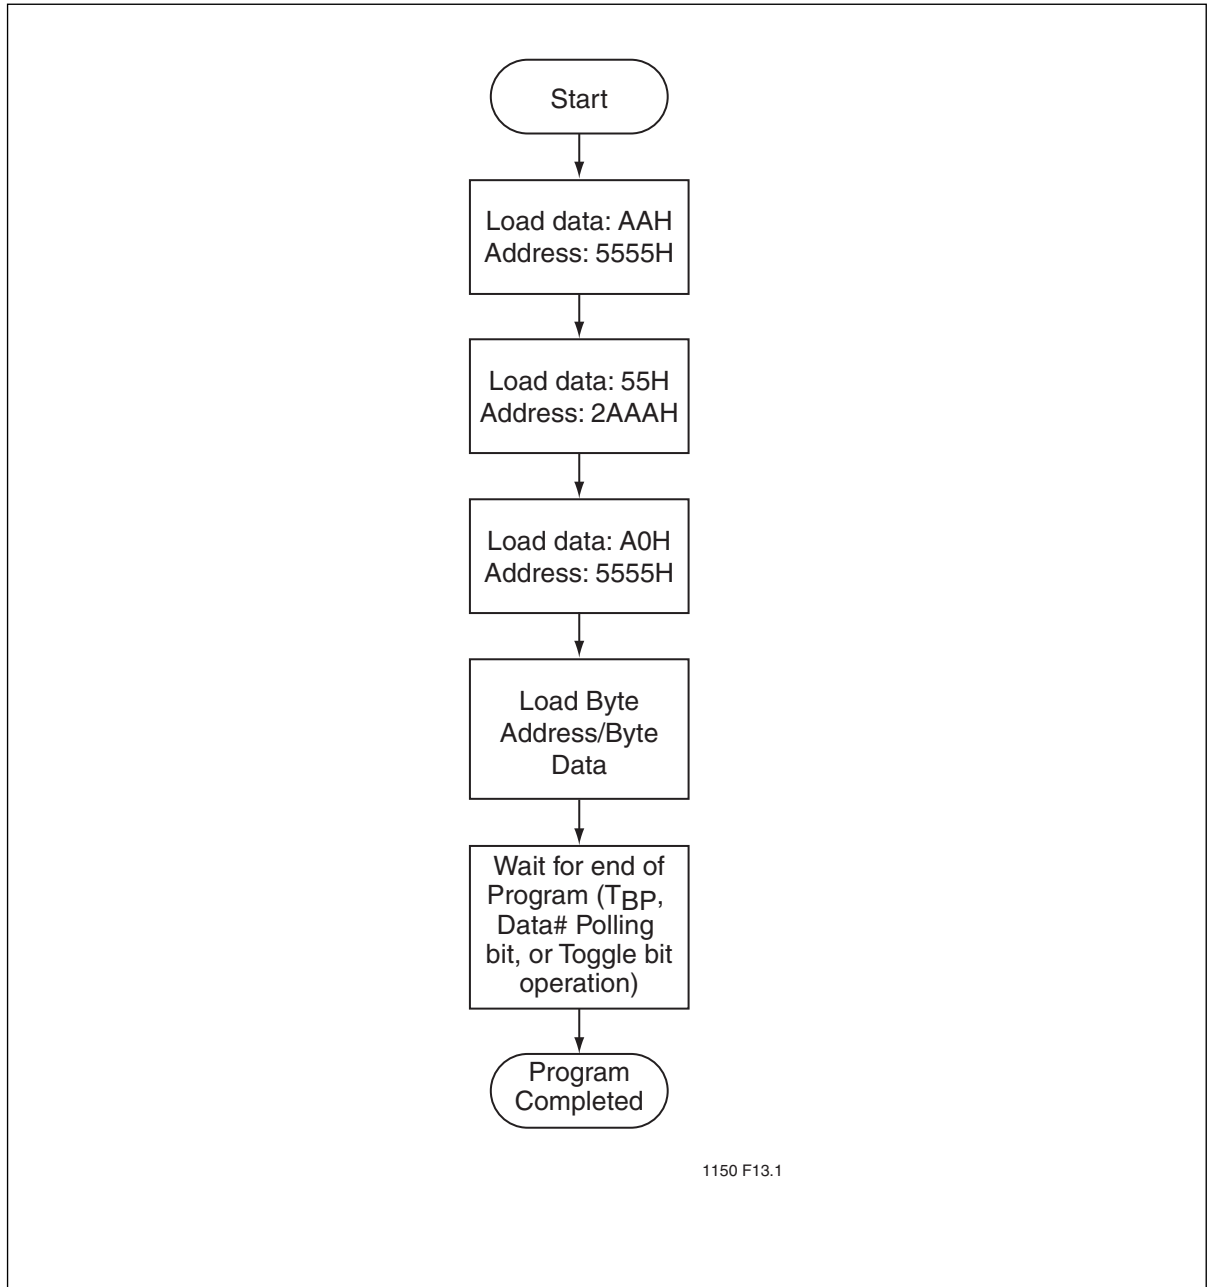 Start
Load data: AAH
Address: 5555H
Load data: 55H
Address: 2AAAH
Load data: A0H
Address: 5555H
Load Byte
Address/Byte
Data
Wait for end of
Program (TBP,
Data# Polling
bit, or Toggle bit
operation)
Program
Completed
1150 F13.1